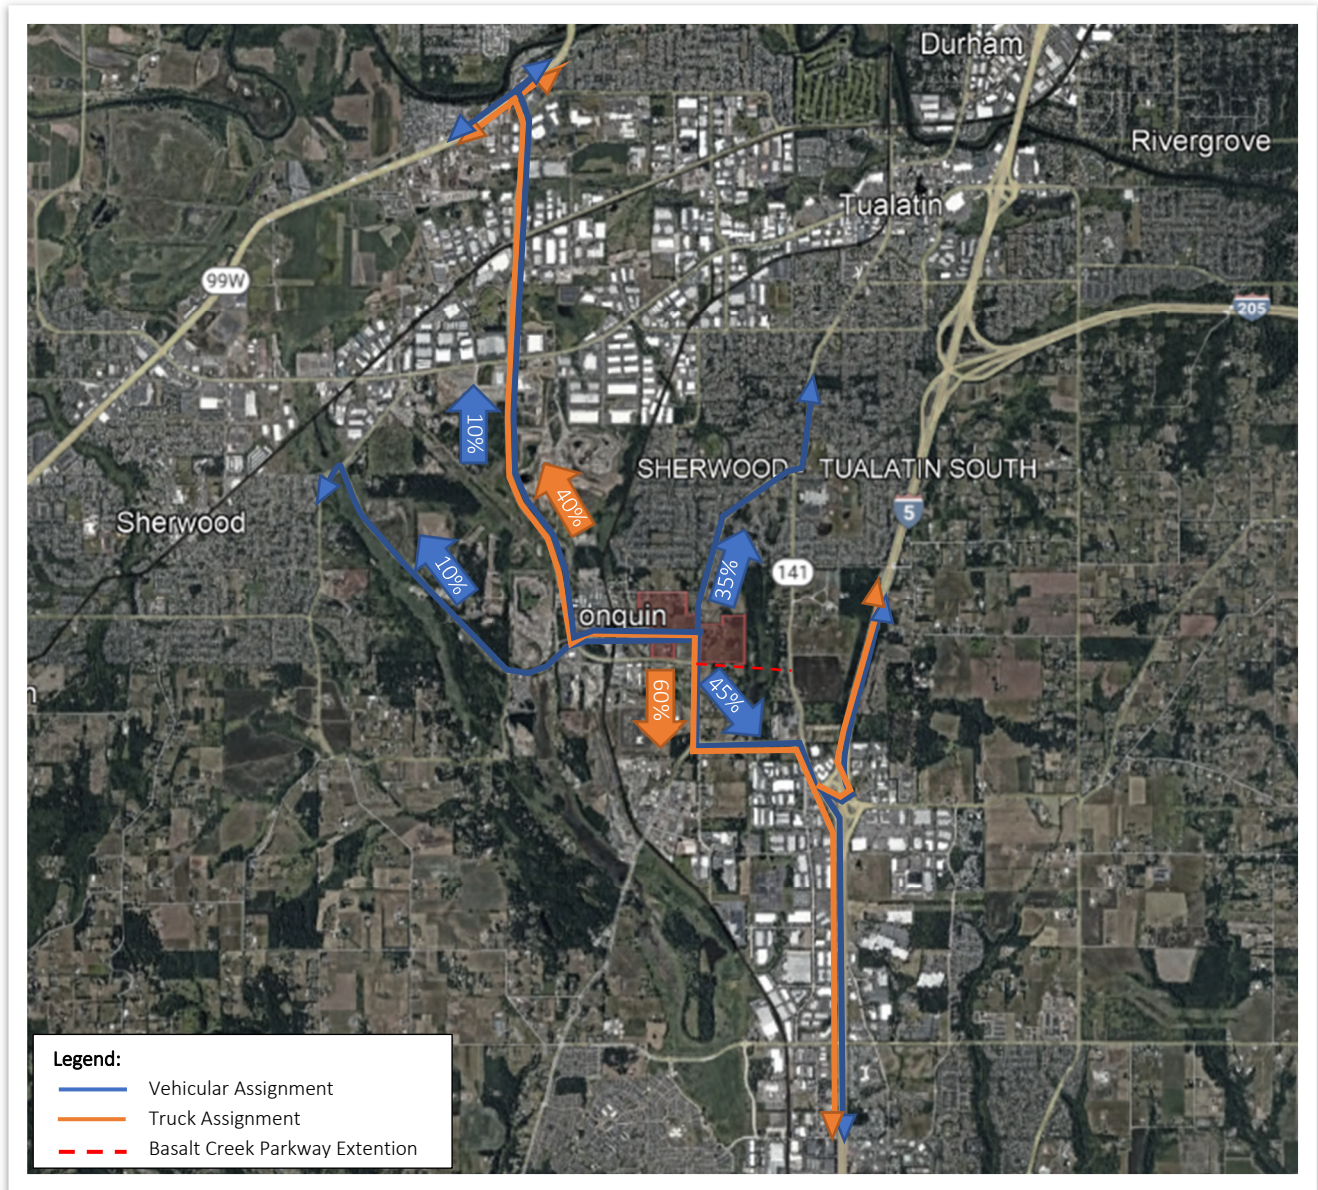 Durham
Rivergrove
Tualatin
99W
205
10%
SHERWOOD - TUALATIN SOUTH
40%
5
Sherwood
10%
35%
141
Tonquin
60%
45%
n
Legend:
Vehicular Assignment
Truck Assignment
Basalt Creek Parkway Extention